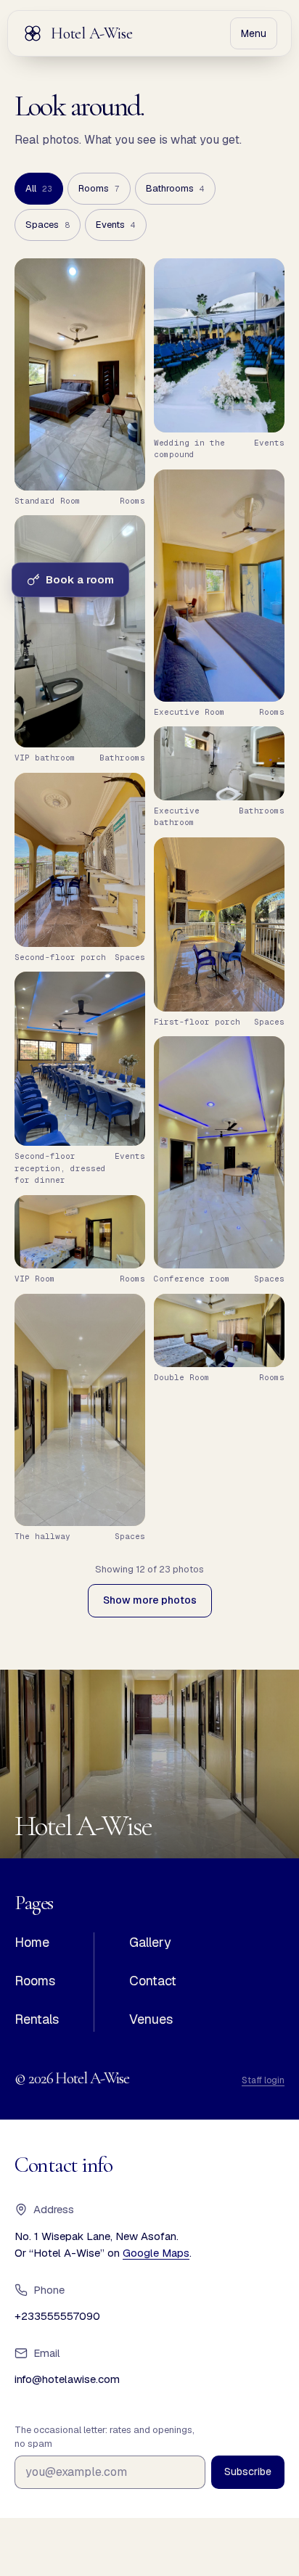 Hotel A-Wise
Menu
Look around.
Real photos. What you see is what you get.
All 23
Rooms 7
Bathrooms 4
Spaces 8
Events 4
Standard Room Rooms
Wedding in the compound Events
Book a room
VIP bathroom Bathrooms
Executive Room Rooms
Executive bathroom Bathrooms
Second-floor porch Spaces
First-floor porch Spaces
Second-floor reception, dressed for dinner Events
VIP Room Rooms
Conference room Spaces
Double Room Rooms
The hallway Spaces
Showing 12 of 23 photos
Show more photos
Hotel A-Wise
Pages
Home
Rooms
Rentals
Gallery
Contact
Venues
© 2026 Hotel A-Wise
Staff login
Contact info
Address
No. 1 Wisepak Lane, New Asofan.
Or “Hotel A-Wise” on Google Maps.
Phone
+233555557090
Email
info@hotelawise.com
The occasional letter: rates and openings,
no spam
you@example.com
Subscribe